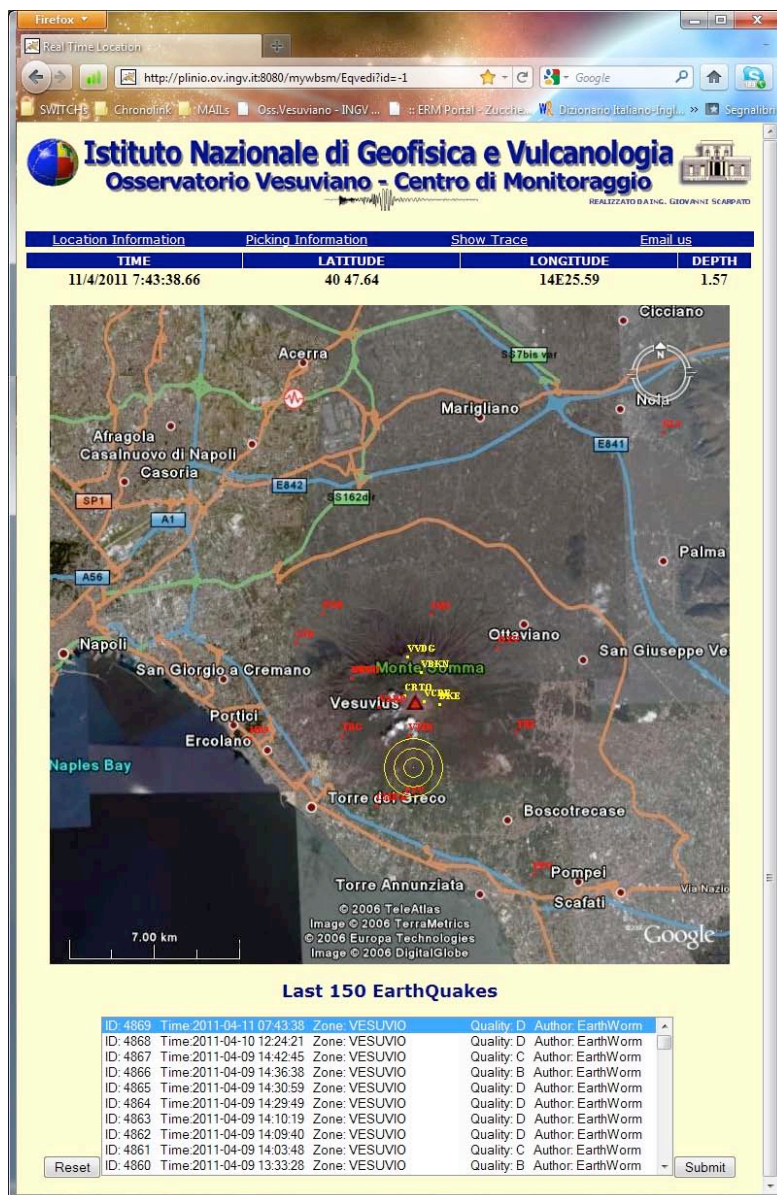 Firefox
Real Time Location
http://plinio.ov.ingv.it:8080/mywbsm/Eqvedi?id=-1
Google
SWITCHs Chronolink MAILs Oss.Vesuviano - INGV ... :: ERM Portal - Zucche... Dizionario Italiano-Ingl... » Segnalibri
Istituto Nazionale di Geofisica e Vulcanologia
Osservatorio Vesuviano - Centro di Monitoraggio
REALIZZATO DA ING. GIOVANNI SCARPATO
Location Information Picking Information Show Trace Email us
TIME LATITUDE LONGITUDE DEPTH
11/4/2011 7:43:38.66 40 47.64 14E25.59 1.57
Cicciano
N
Acerra
SS7bis var
Marigliano
Nola
Afragola
Casalnuovo di Napoli
E841
Casoria
E842
SP1
SS162dir
A1
Palma
A56
Napoli
Ottaviano
VVDG
San Giuseppe Ve
VBKN
Monte Somma
San Giorgio a Cremano
CRTO
BKE
Vesuvius
Portici
Ercolano
Naples Bay
Torre del Greco
Boscotrecase
Pompei
Torre Annunziata
Via Nazio
Scafati
© 2006 TeleAtlas
Image © 2006 TerraMetrics
© 2006 Europa Technologies
Image © 2006 DigitalGlobe
7.00 km
Google
Last 150 EarthQuakes
ID: 4869 Time:2011-04-11 07:43:38 Zone: VESUVIO Quality: D Author: EarthWorm
ID: 4868 Time:2011-04-10 12:24:21 Zone: VESUVIO Quality: D Author: EarthWorm
ID: 4867 Time:2011-04-09 14:42:45 Zone: VESUVIO Quality: C Author: EarthWorm
ID: 4866 Time:2011-04-09 14:36:38 Zone: VESUVIO Quality: B Author: EarthWorm
ID: 4865 Time:2011-04-09 14:30:59 Zone: VESUVIO Quality: D Author: EarthWorm
ID: 4864 Time:2011-04-09 14:29:49 Zone: VESUVIO Quality: D Author: EarthWorm
ID: 4863 Time:2011-04-09 14:10:19 Zone: VESUVIO Quality: D Author: EarthWorm
ID: 4862 Time:2011-04-09 14:09:40 Zone: VESUVIO Quality: D Author: EarthWorm
ID: 4861 Time:2011-04-09 14:03:48 Zone: VESUVIO Quality: C Author: EarthWorm
ID: 4860 Time:2011-04-09 13:33:28 Zone: VESUVIO Quality: B Author: EarthWorm
Reset Submit